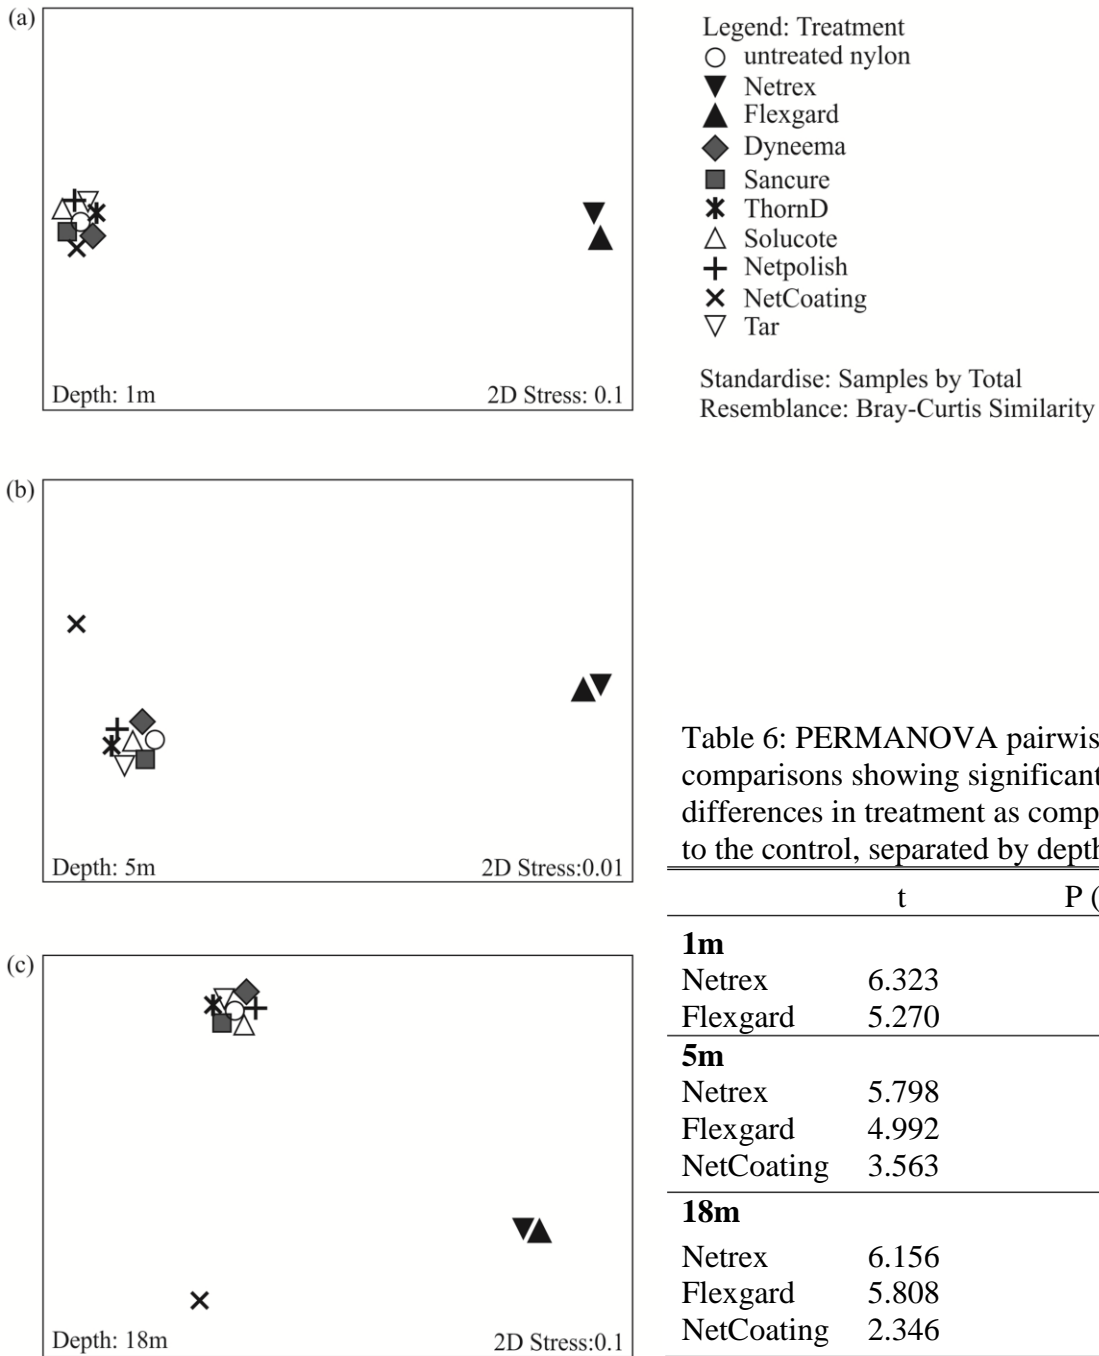 (a)
Depth: 1m
2D Stress: 0.1
Legend: Treatment
untreated nylon
Netrex
Flexgard
Dyneema
Sancure
ThornD
Solucote
Netpolish
NetCoating
Tar
Standardise: Samples by Total
Resemblance: Bray-Curtis Similarity
(b)
Depth: 5m
2D Stress:0.01
(c)
Depth: 18m
2D Stress:0.1
Table 6: PERMANOVA pairwis
comparisons showing significant
differences in treatment as comp
to the control, separated by depth
t P (
1m
Netrex 6.323
Flexgard 5.270
5m
Netrex 5.798
Flexgard 4.992
NetCoating 3.563
18m
Netrex 6.156
Flexgard 5.808
NetCoating 2.346